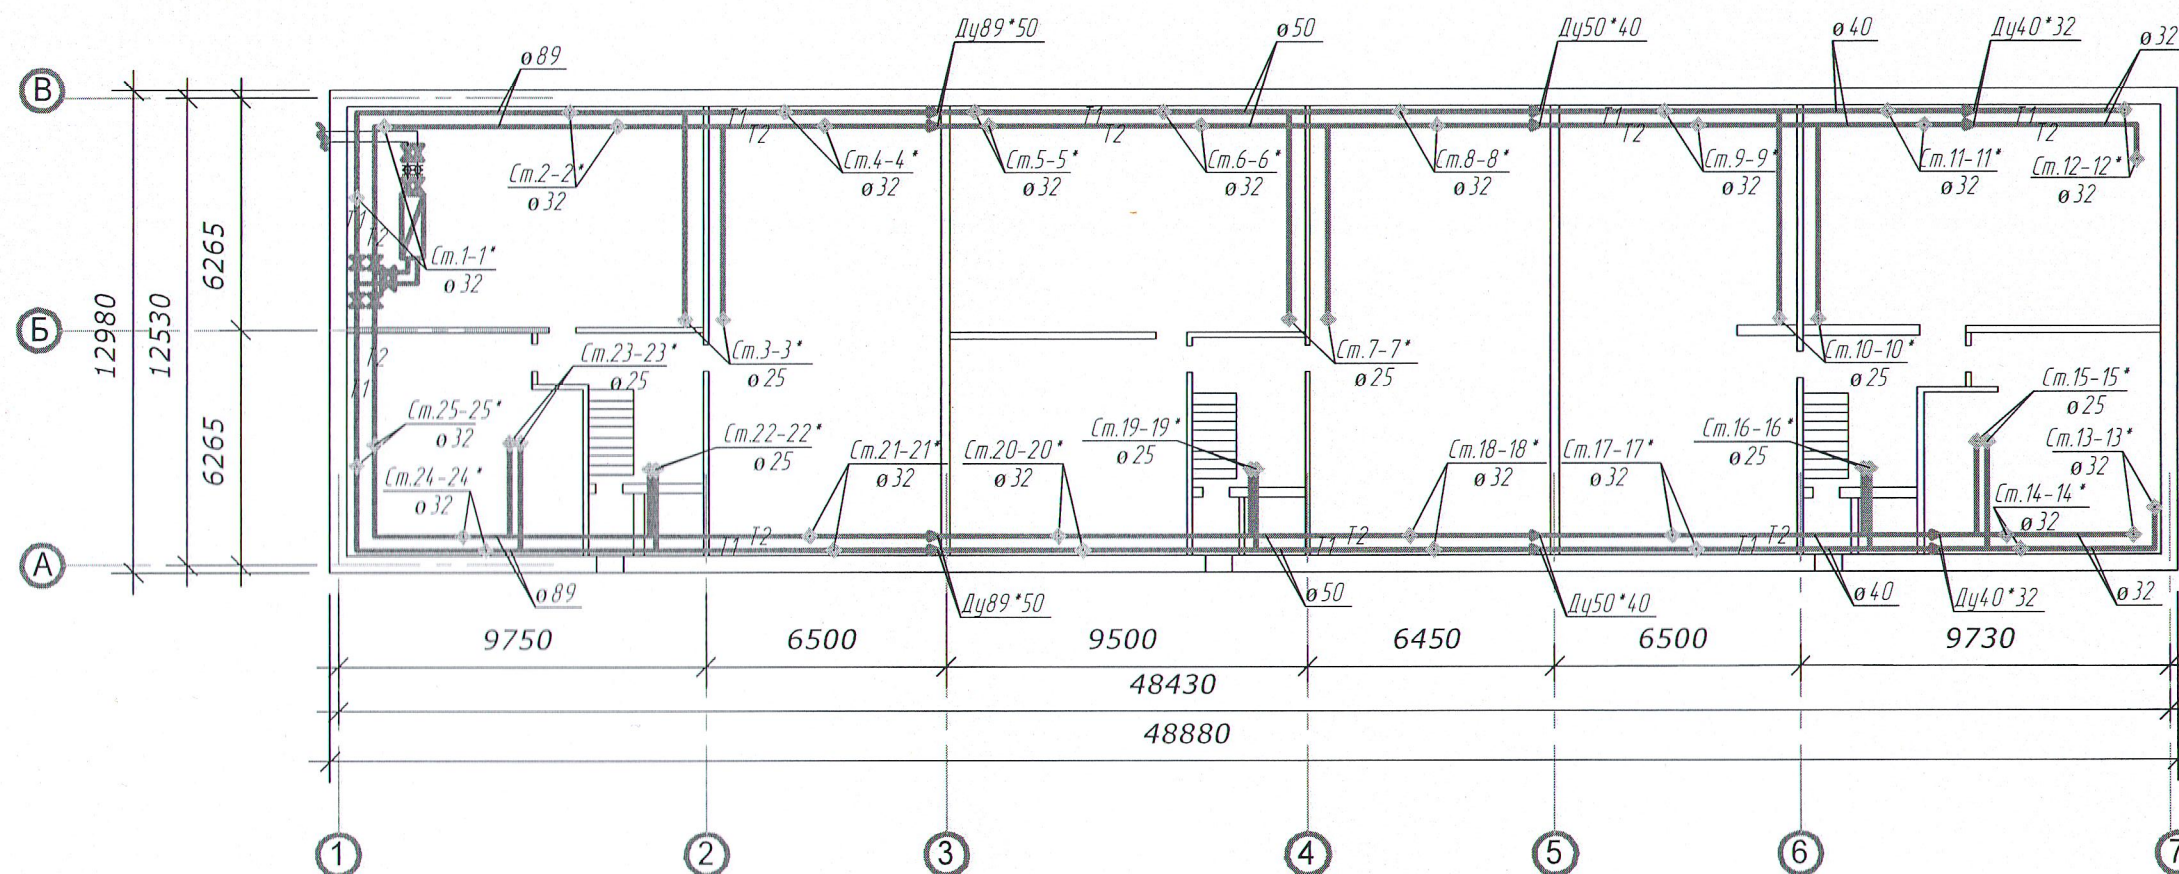 Ду89*50
ø50
Ду50*40
ø40
Ду40*32
ø32
ø89
В
T1
T2
T1
T2
T1
T2
T1
T2
Ст.2-2*
ø32
Ст.4-4*
ø32
Ст.5-5*
ø32
Ст.6-6*
ø32
Ст.8-8*
ø32
Ст.9-9*
ø32
Ст.11-11*
ø32
Ст.12-12*
ø32
T1
T2
Ст.1-1*
ø32
6265
12980
12530
6265
Б
T2
T1
Ст.23-23*
ø25
Ст.3-3*
ø25
Ст.7-7*
ø25
Ст.10-10*
ø25
Ст.15-15*
ø25
Ст.25-25*
ø32
Ст.22-22*
ø25
Ст.19-19*
ø25
Ст.16-16*
ø25
Ст.13-13*
ø32
Ст.24-24*
ø32
Ст.21-21*
ø32
Ст.20-20*
ø32
Ст.18-18*
ø32
Ст.17-17*
ø32
Ст.14-14*
ø32
T1
T2
T1
T2
T1
T2
А
ø89
Ду89*50
ø50
Ду50*40
ø40
Ду40*32
ø32
9750
6500
9500
6450
6500
9730
48430
48880
1
2
3
4
5
6
7